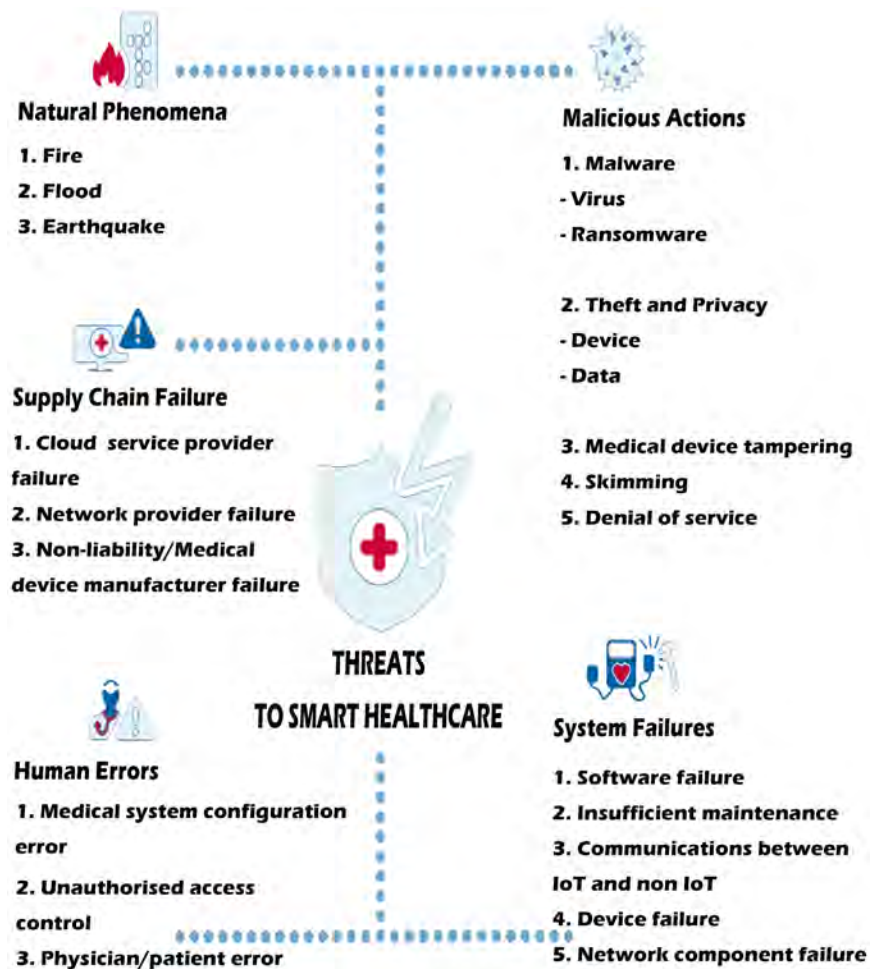 Natural Phenomena
1. Fire
2. Flood
3. Earthquake
Malicious Actions
1. Malware
- Virus
- Ransomware
2. Theft and Privacy
- Device
- Data
3. Medical device tampering
4. Skimming
5. Denial of service
Supply Chain Failure
1. Cloud service provider
failure
2. Network provider failure
3. Non-liability/Medical
device manufacturer failure
THREATS
TO SMART HEALTHCARE
Human Errors
1. Medical system configuration
error
2. Unauthorised access
control
3. Physician/patient error
System Failures
1. Software failure
2. Insufficient maintenance
3. Communications between
IoT and non IoT
4. Device failure
5. Network component failure